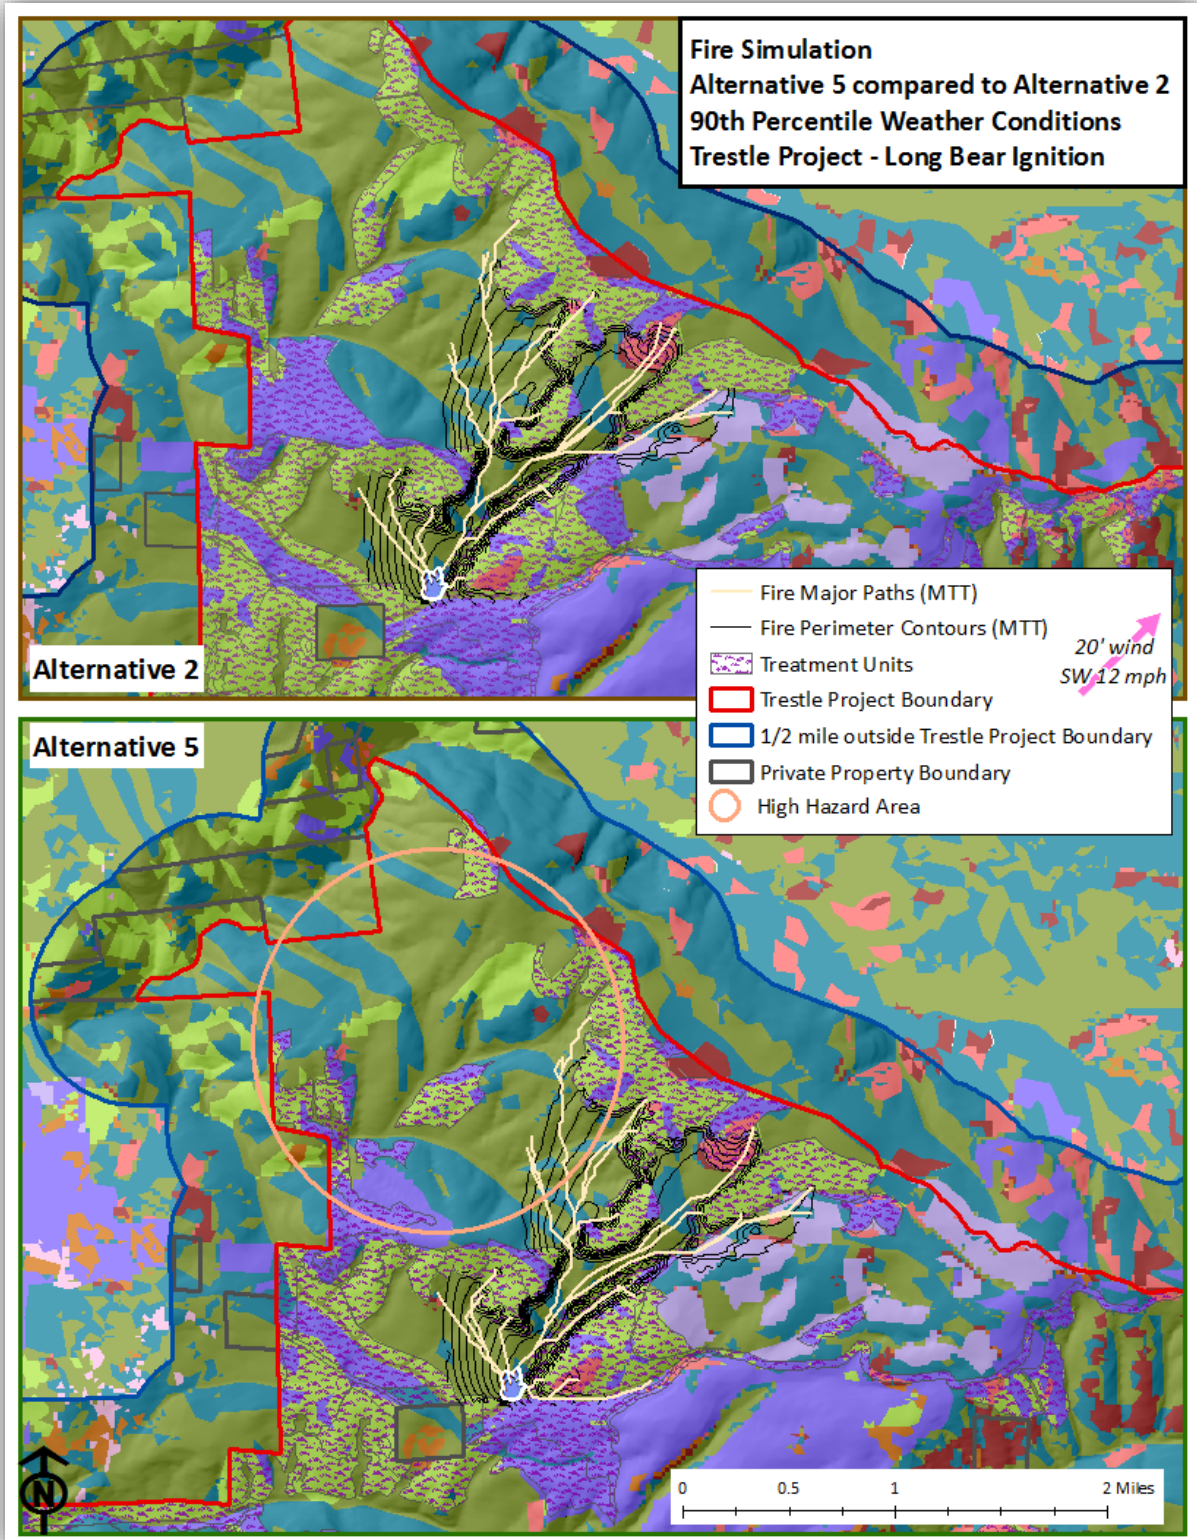 Fire Simulation
Alternative 5 compared to Alternative 2
90th Percentile Weather Conditions
Trestle Project - Long Bear Ignition
Alternative 2
Fire Major Paths (MTT)
Fire Perimeter Contours (MTT)
20' wind
SW 12 mph
Treatment Units
Trestle Project Boundary
1/2 mile outside Trestle Project Boundary
Private Property Boundary
High Hazard Area
Alternative 5
N
0 0.5 1 2 Miles